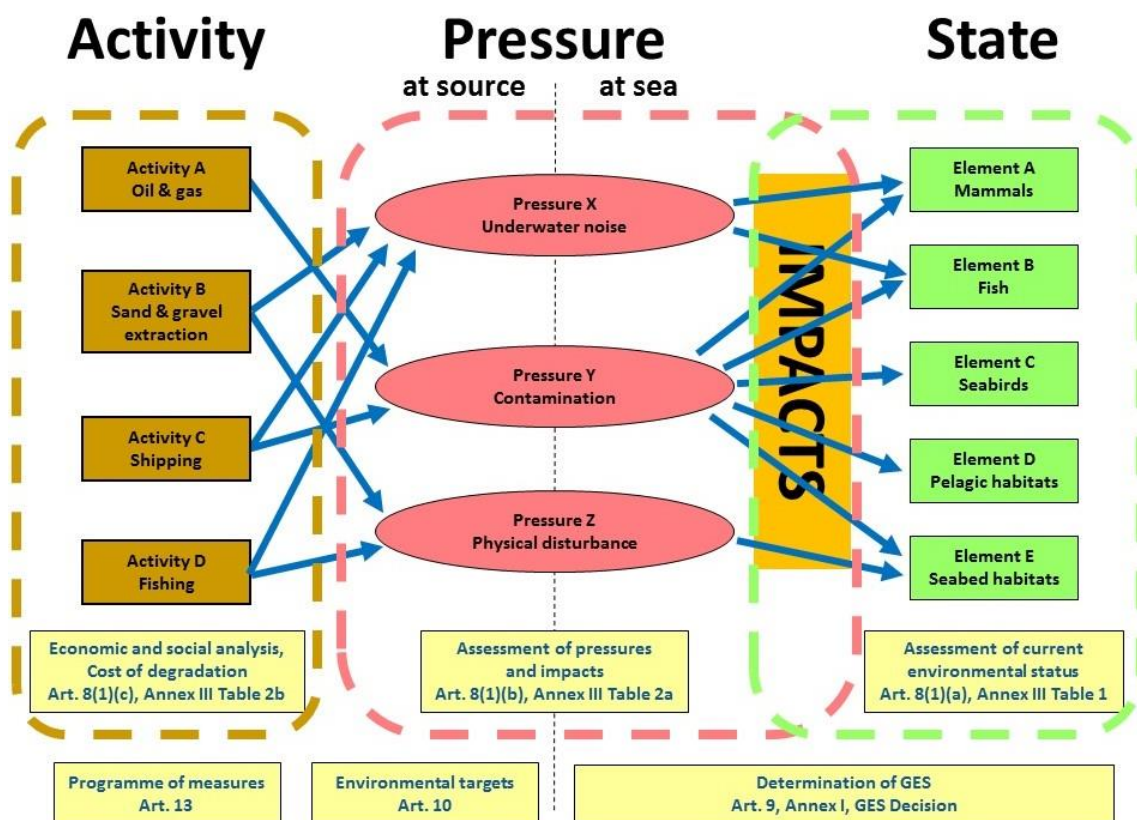 Activity
Pressure
State
at source
at sea
Activity A
Oil & gas
Activity B
Sand & gravel
extraction
Activity C
Shipping
Activity D
Fishing
Pressure X
Underwater noise
Pressure Y
Contamination
Pressure Z
Physical disturbance
IMPACTS
Element A
Mammals
Element B
Fish
Element C
Seabirds
Element D
Pelagic habitats
Element E
Seabed habitats
Economic and social analysis,
Cost of degradation
Art. 8(1)(c), Annex III Table 2b
Assessment of pressures
and impacts
Art. 8(1)(b), Annex III Table 2a
Assessment of current
environmental status
Art. 8(1)(a), Annex III Table 1
Programme of measures
Art. 13
Environmental targets
Art. 10
Determination of GES
Art. 9, Annex I, GES Decision